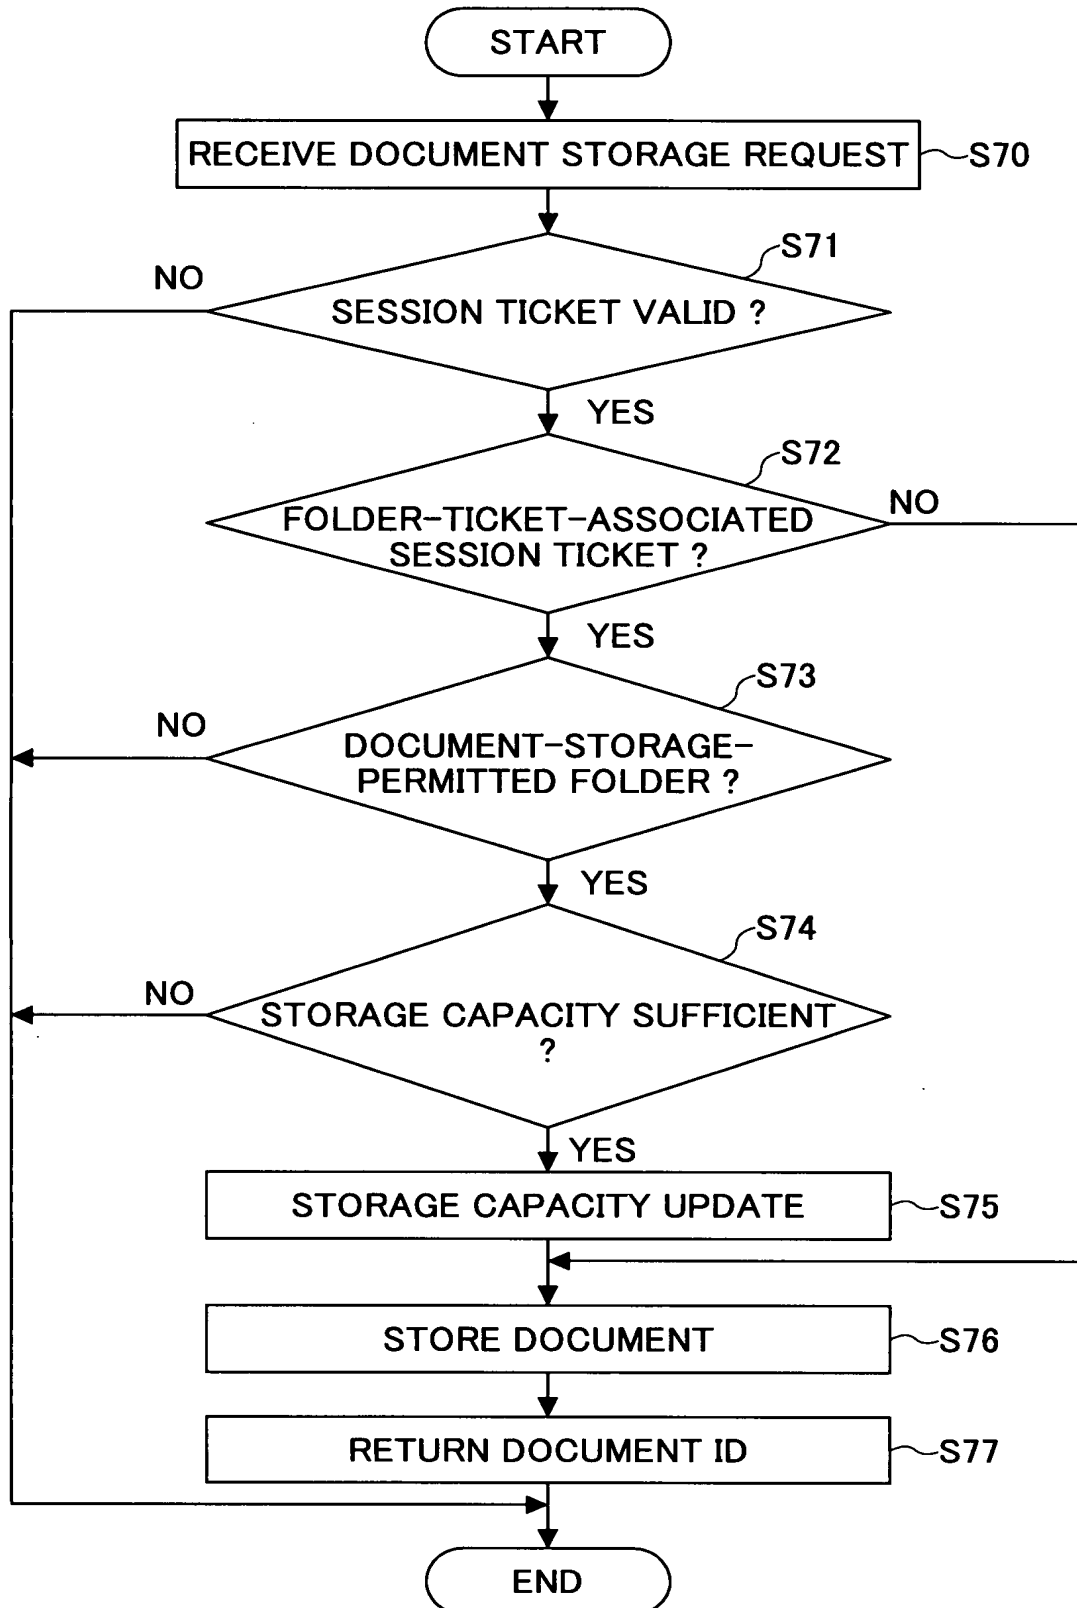 START
RECEIVE DOCUMENT STORAGE REQUEST
S70
S71
NO
SESSION TICKET VALID ?
YES
S72
NO
FOLDER-TICKET-ASSOCIATED
SESSION TICKET ?
YES
S73
NO
DOCUMENT-STORAGE-
PERMITTED FOLDER ?
YES
S74
NO
STORAGE CAPACITY SUFFICIENT
?
YES
STORAGE CAPACITY UPDATE
S75
STORE DOCUMENT
S76
RETURN DOCUMENT ID
S77
END